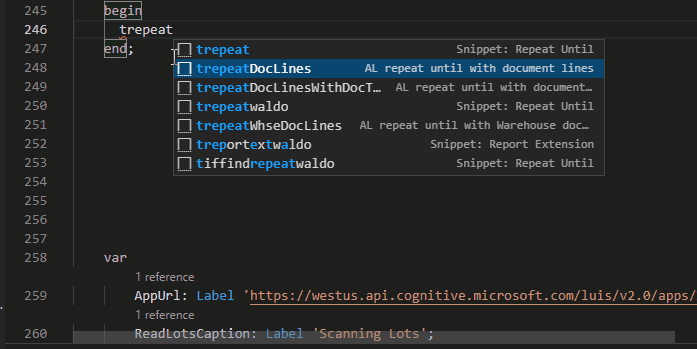 245 begin
246 trepeat
247 end;
trepeat Snippet: Repeat Until
248 trepeatDocLines AL repeat until with document lines
249 trepeatDocLinesWithDocT… AL repeat until with document…
250 trepeatwaldo Snippet: Repeat Until
251 trepeatWhseDocLines AL repeat until with Warehouse doc…
252 treportextwaldo Snippet: Report Extension
253 tiffindrepeatwaldo Snippet: Repeat Until
254
255
256
257
258 var
1 reference
259 AppUrl: Label 'https://westus.api.cognitive.microsoft.com/luis/v2.0/apps/
1 reference
260 ReadLotsCaption: Label 'Scanning Lots';